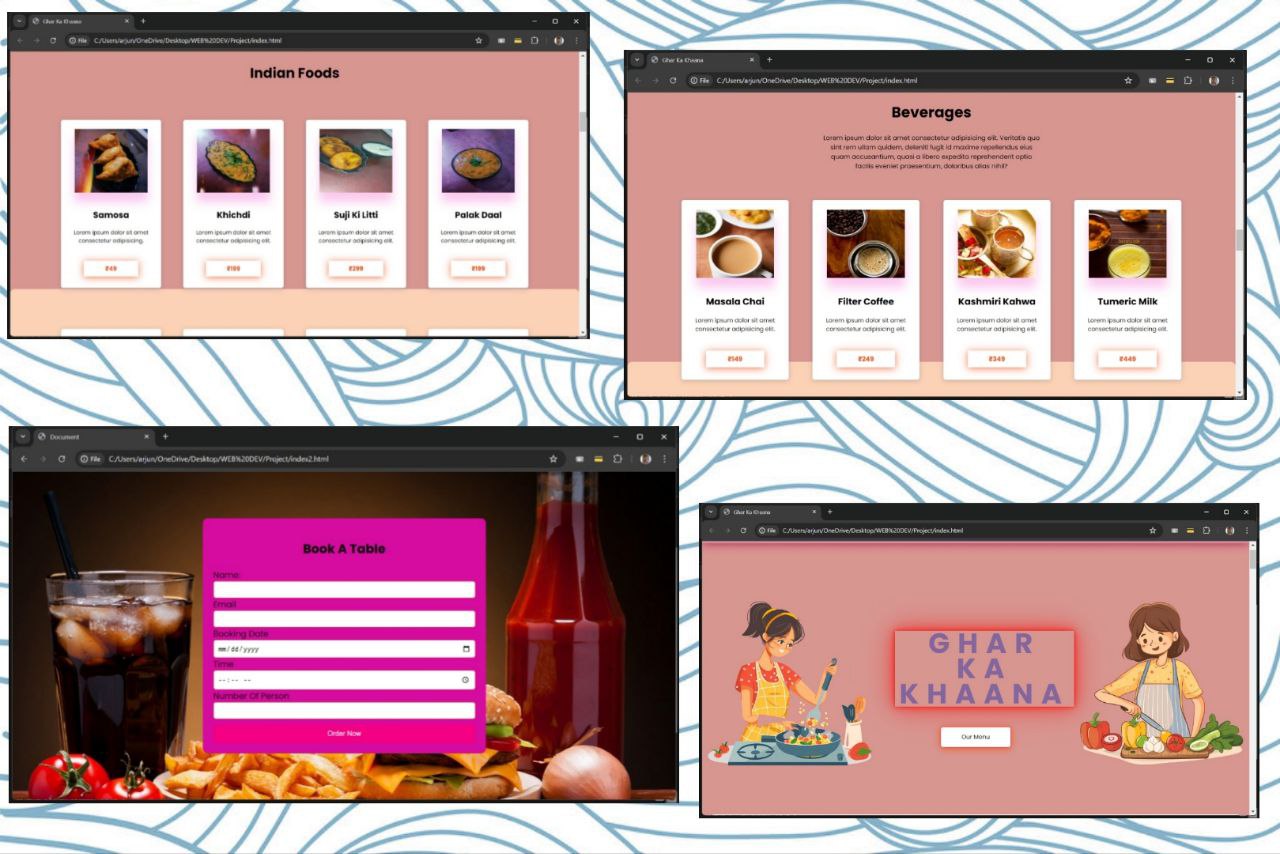 Ghar Ka Khaana
File C:/Users/arjun/OneDrive/Desktop/WEB%20DEV/Project/index.html
Indian Foods
Samosa
Lorem ipsum dolor sit amet
consectetur adipisicing.
₹49
Khichdi
Lorem ipsum dolor sit amet
consectetur adipisicing elit.
₹199
Suji Ki Litti
Lorem ipsum dolor sit amet
consectetur adipisicing elit.
₹299
Palak Daal
Lorem ipsum dolor sit amet
consectetur adipisicing elit.
₹199
Ghar Ka Khaana
File C:/Users/arjun/OneDrive/Desktop/WEB%20DEV/Project/index.html
Beverages
Lorem ipsum dolor sit amet consectetur adipisicing elit. Veritatis quo
sint rem ullam quidem, deleniti fugit id maxime repellendus eius
quam accusantium, quasi a libero expedita reprehenderit optio
facilis eveniet praesentium, doloribus alias nihil?
Masala Chai
Lorem ipsum dolor sit amet
consectetur adipisicing elit.
₹149
Filter Coffee
Lorem ipsum dolor sit amet
consectetur adipisicing elit.
₹249
Kashmiri Kahwa
Lorem ipsum dolor sit amet
consectetur adipisicing elit.
₹349
Tumeric Milk
Lorem ipsum dolor sit amet
consectetur adipisicing elit.
₹449
Document
File C:/Users/arjun/OneDrive/Desktop/WEB%20DEV/Project/index2.html
Book A Table
Name
Email
Booking Date
mm/dd/yyyy
Time
--:-- --
Number Of Person
Order Now
Ghar Ka Khaana
File C:/Users/arjun/OneDrive/Desktop/WEB%20DEV/Project/index.html
GHAR
KA
KHAANA
Our Menu